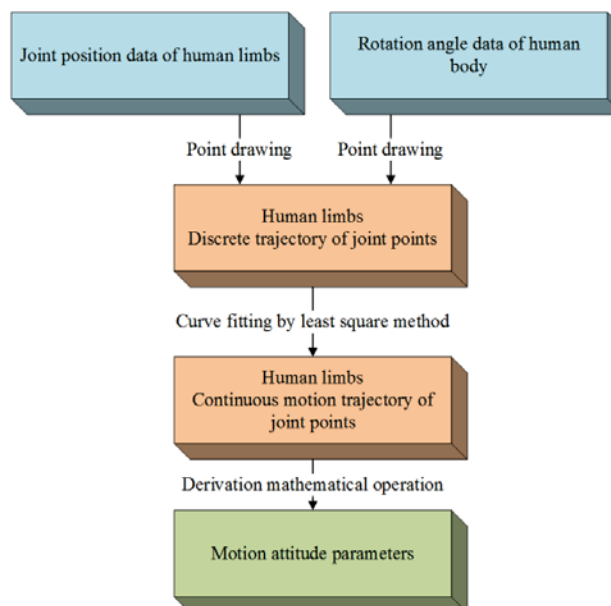 Joint position data of human limbs
Rotation angle data of human
body
Point drawing
Point drawing
Human limbs
Discrete trajectory of joint points
Curve fitting by least square method
Human limbs
Continuous motion trajectory of
joint points
Derivation mathematical operation
Motion attitude parameters